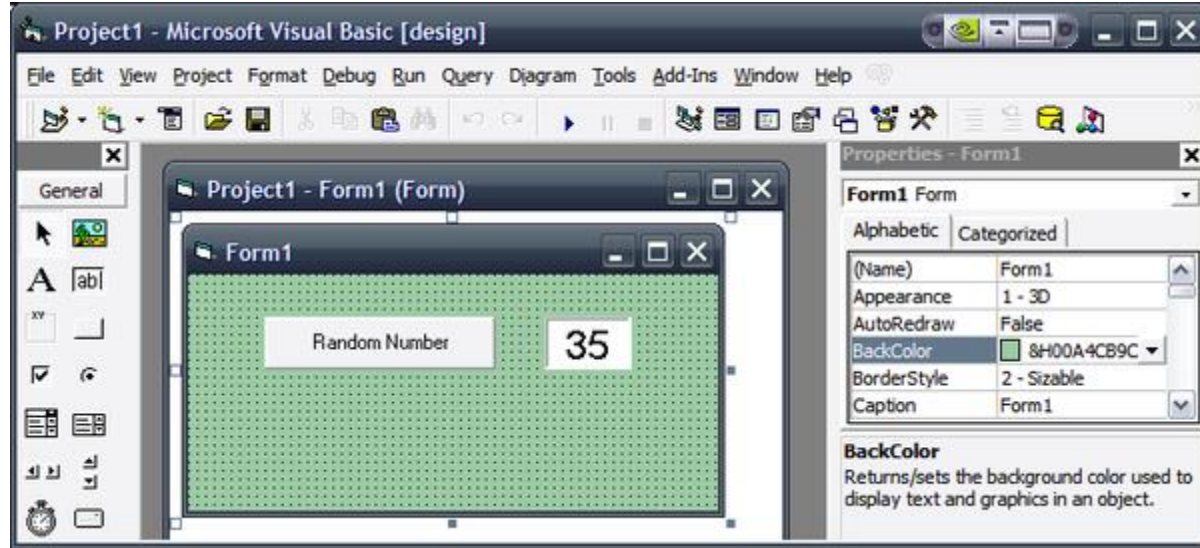 Project1 - Microsoft Visual Basic [design]
File Edit View Project Format Debug Run Query Diagram Tools Add-Ins Window Help
General
A
ab
XY
Project1 - Form1 (Form)
Form1
Random Number
35
Properties - Form1
Form1 Form
Alphabetic Categorized
(Name) Form1
Appearance 1 - 3D
AutoRedraw False
BackColor &H00A4CB9C
BorderStyle 2 - Sizable
Caption Form1
BackColor
Returns/sets the background color used to
display text and graphics in an object.